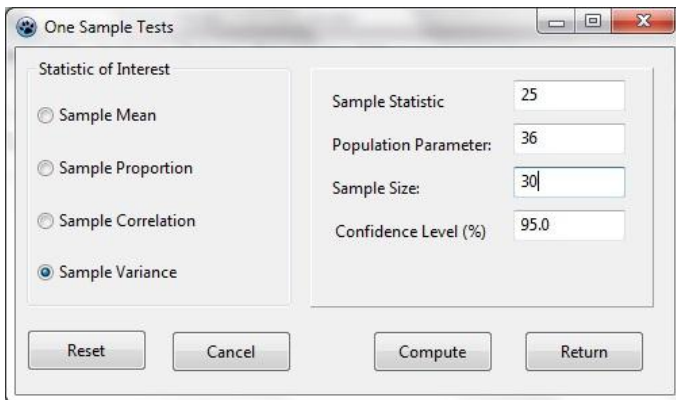 One Sample Tests
Statistic of Interest
Sample Mean
Sample Proportion
Sample Correlation
Sample Variance
Sample Statistic 25
Population Parameter: 36
Sample Size: 30
Confidence Level (%) 95.0
Reset Cancel Compute Return